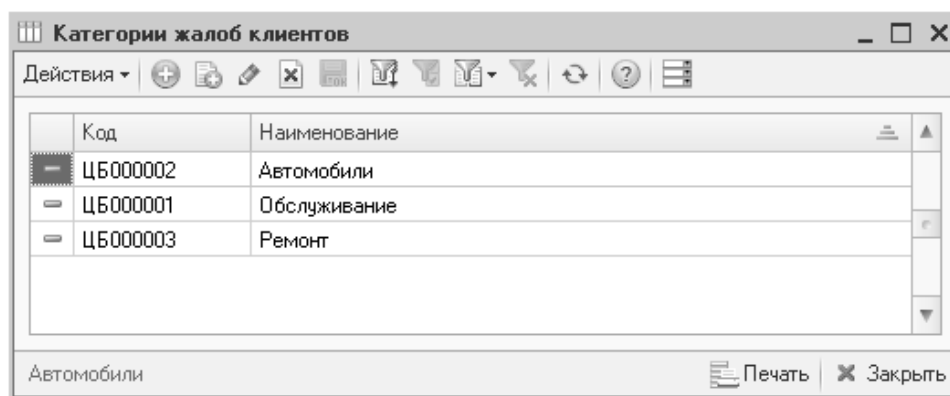 Категории жалоб клиентов
Действия
Код Наименование
ЦБ000002 Автомобили
ЦБ000001 Обслуживание
ЦБ000003 Ремонт
Автомобили Печать Закрыть